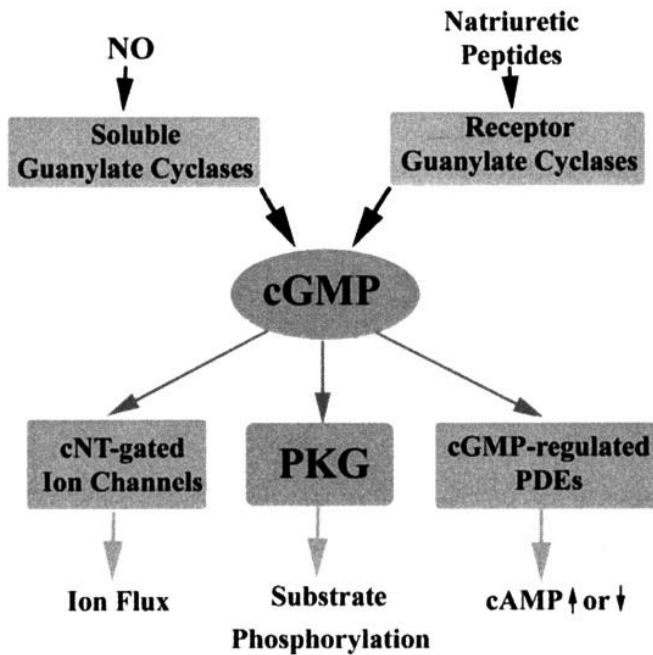 NO
Natriuretic
Peptides
Soluble
Guanylate Cyclases
Receptor
Guanylate Cyclases
cGMP
cNT-gated
Ion Channels
PKG
cGMP-regulated
PDEs
Ion Flux
Substrate
Phosphorylation
cAMP↑or↓